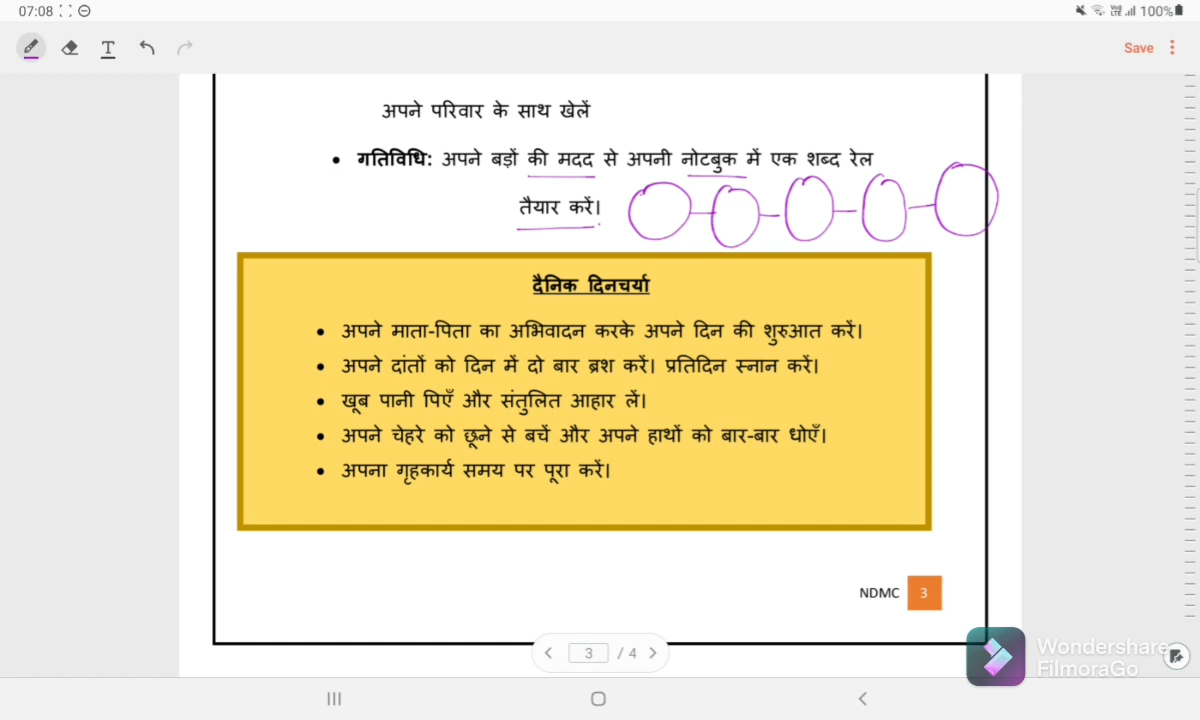 07:08 100%
Save
अपने परिवार के साथ खेलें
• गतिविधि: अपने बड़ों की मदद से अपनी नोटबुक में एक शब्द रेल
तैयार करें।
दैनिक दिनचर्या
• अपने माता-पिता का अभिवादन करके अपने दिन की शुरुआत करें।
• अपने दांतों को दिन में दो बार ब्रश करें। प्रतिदिन स्नान करें।
• खूब पानी पिएँ और संतुलित आहार लें।
• अपने चेहरे को छूने से बचें और अपने हाथों को बार-बार धोएँ।
• अपना गृहकार्य समय पर पूरा करें।
NDMC 3
3 / 4
Wondershare
FilmoraGo